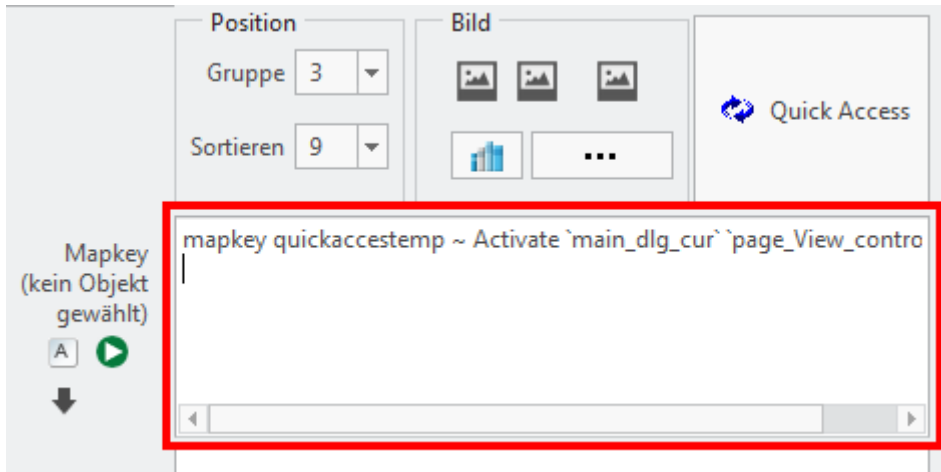 Position
Gruppe 3
Sortieren 9
Bild
...
Quick Access
Mapkey
(kein Objekt
gewählt)
A
mapkey quickaccestemp ~ Activate `main_dlg_cur` `page_View_contro